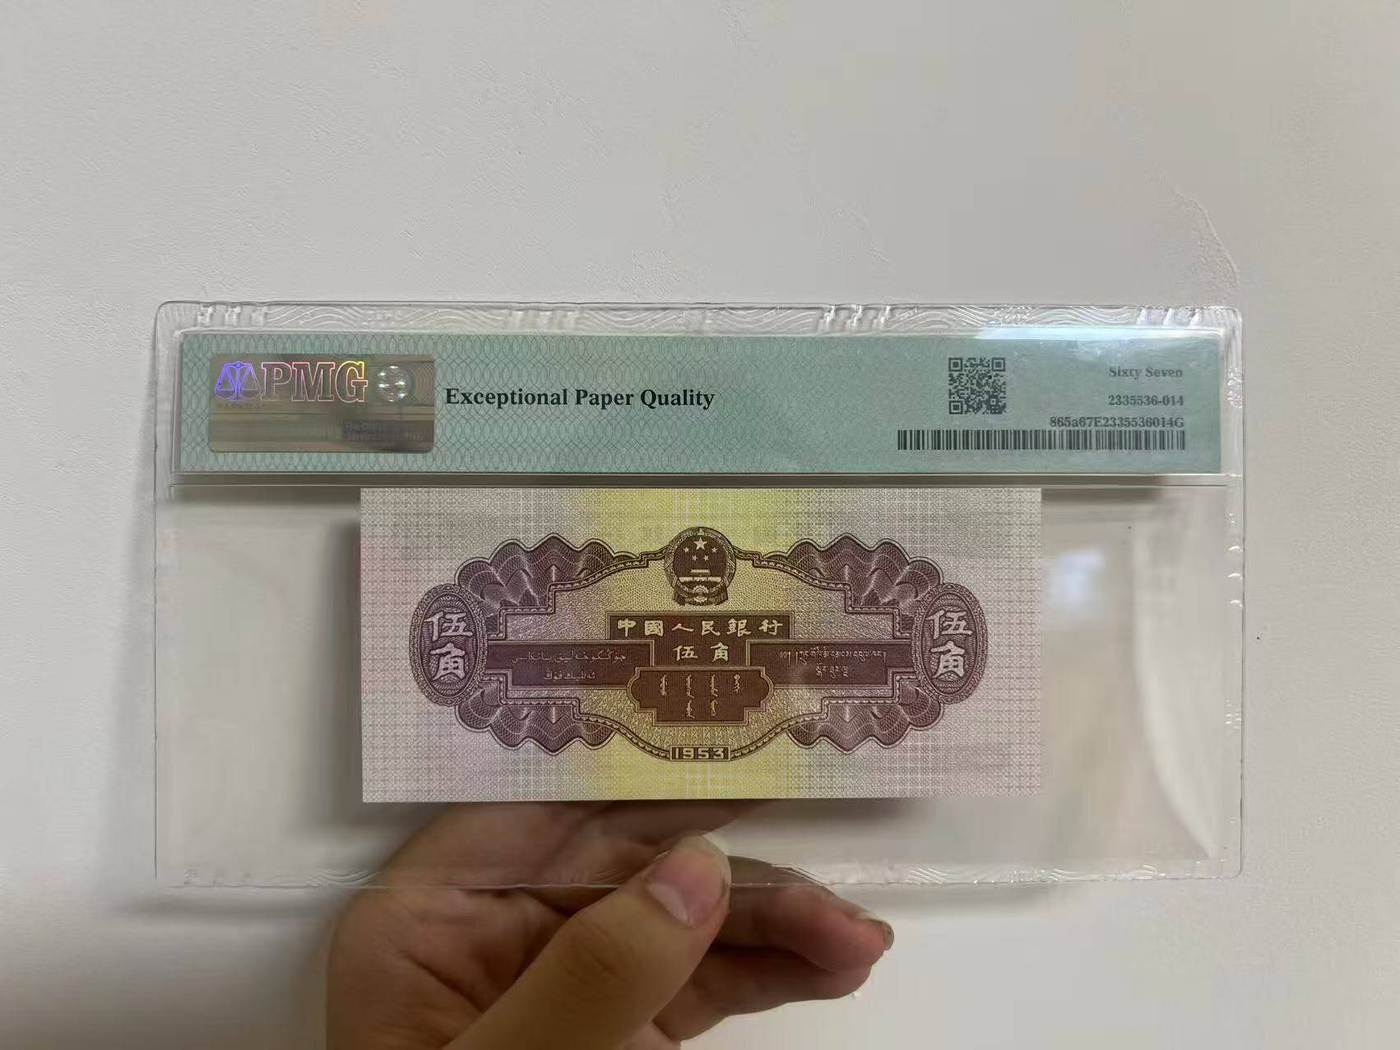 PMG
Exceptional Paper Quality
Sixty Seven
2335536-014
865a67E2335536014G
中國人民銀行
伍角
伍角
伍角
1953